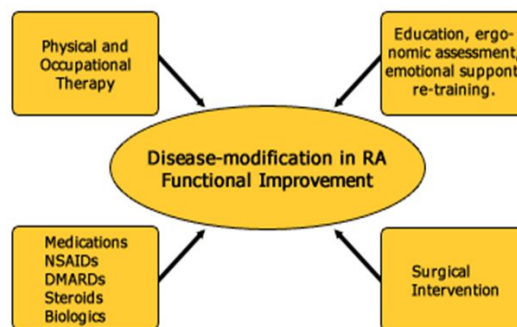 Physical and
Occupational
Therapy
Education, ergo-
nomic assessment,
emotional support,
re-training.
Disease-modification in RA
Functional Improvement
Medications
NSAIDs
DMARDs
Steroids
Biologics
Surgical
Intervention